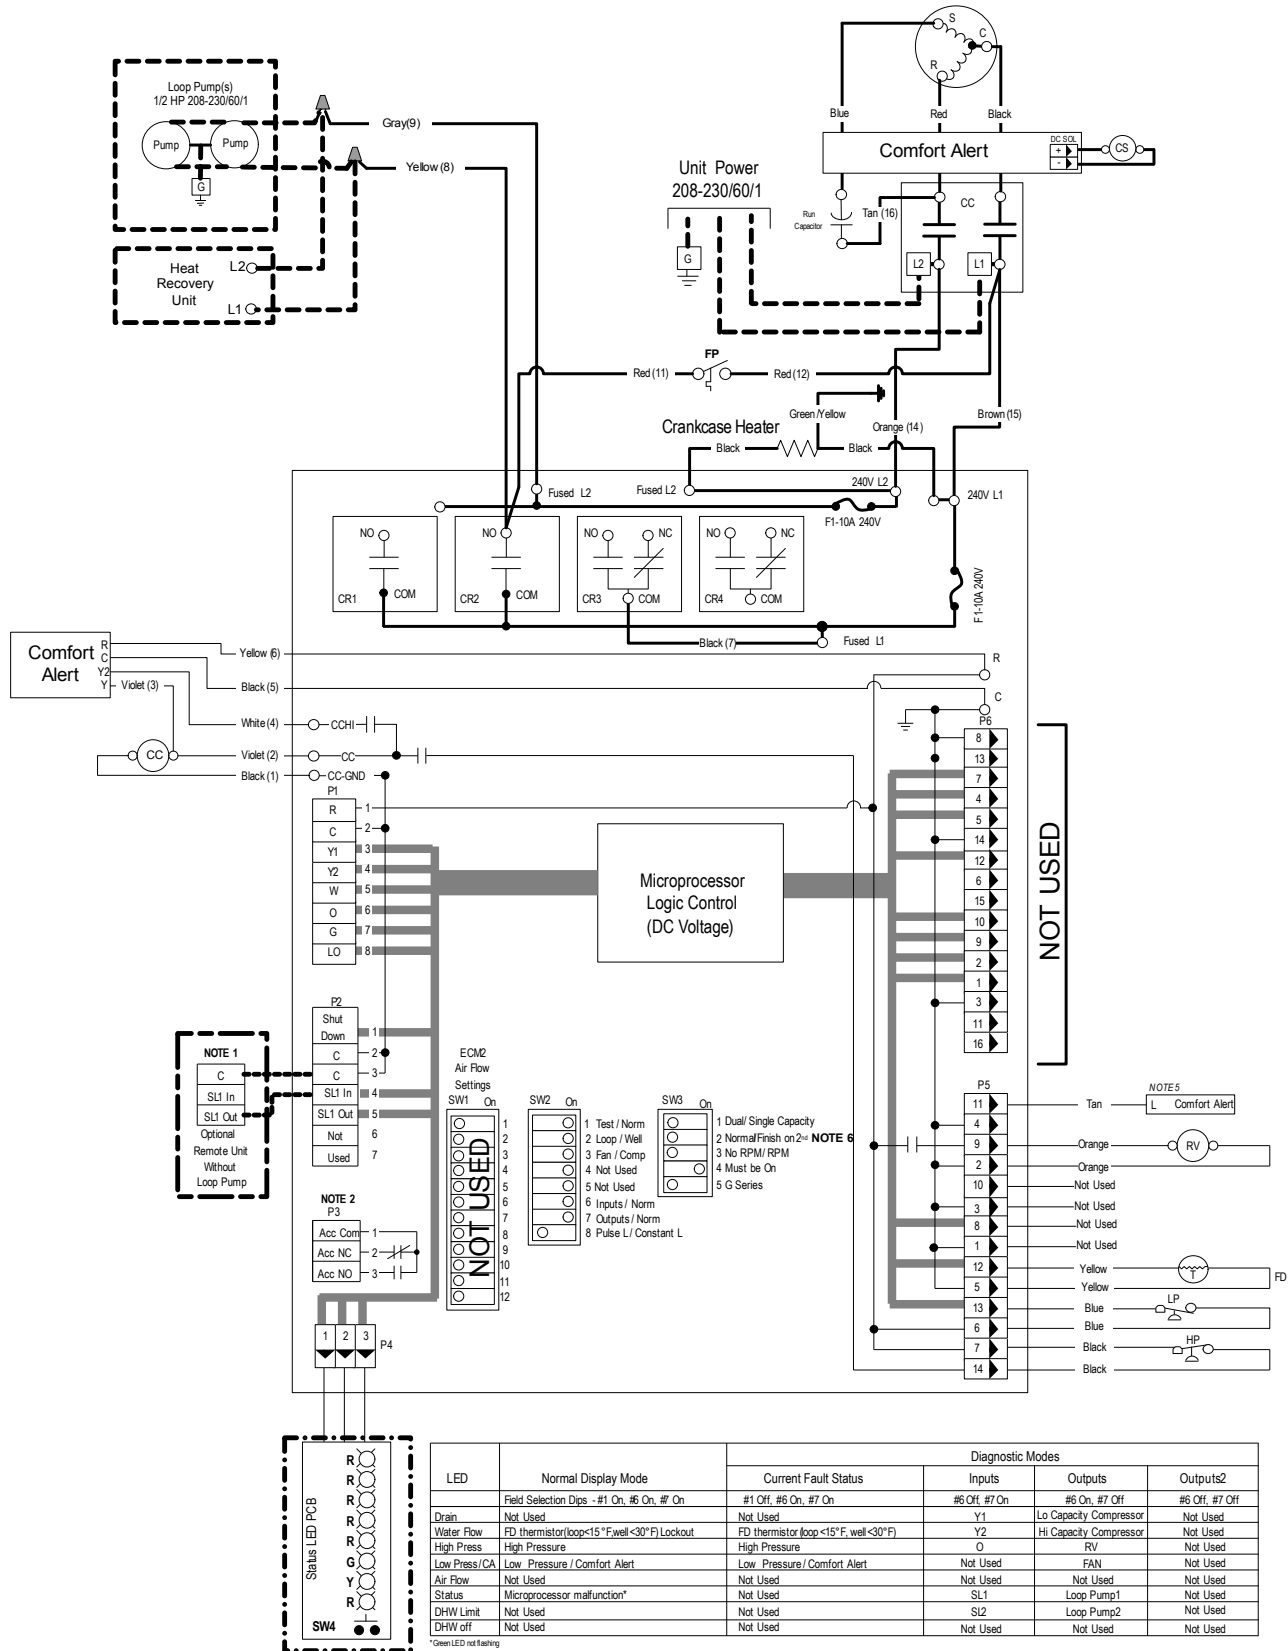 S
C
R
Blue
Red
Black
Loop Pump(s)
1/2 HP 208-230/60/1
Pump
Pump
G
Gray(9)
Yellow (8)
Comfort Alert
DC SOL
+
-
CS
Unit Power
208-230/60/1
G
Run
Capacitor
Tan (16)
CC
L2
L1
Heat
Recovery
Unit
L2
L1
FP
Red (11)
Red (12)
Green/Yellow
Crankcase Heater
Black
Black
Orange (14)
Brown (15)
Fused L2
Fused L2
240V L2
240V L1
F1-10A 240V
F1-10A 240V
NO
COM
CR1
NO
COM
CR2
NO
NC
CR3
COM
NO
NC
CR4
COM
Black (7)
Fused L1
Comfort
Alert
R
C
Y2
Y
Yellow (6)
Violet (3)
Black (5)
White (4)
CCHI
CC
Violet (2)
CC
Black (1)
CC-GND
R
C
P1
R 1
C 2
Y1 3
Y2 4
W 5
O 6
G 7
LO 8
Microprocessor
Logic Control
(DC Voltage)
P6
8
13
7
4
5
14
12
6
15
10
9
2
1
3
11
16
NOT USED
P2
Shut
Down 1
C 2
C 3
SL1 In 4
SL1 Out 5
Not 6
Used 7
NOTE 1
C
SL1 In
SL1 Out
Optional
Remote Unit
Without
Loop Pump
NOTE 2
P3
Acc Com 1
Acc NC 2
Acc NO 3
ECM2
Air Flow
Settings
SW1 On
1
2
3
4
5
6
7
8
9
10
11
12
NOT USED
SW2 On
1 Test / Norm
2 Loop / Well
3 Fan / Comp
4 Not Used
5 Not Used
6 Inputs / Norm
7 Outputs / Norm
8 Pulse L / Constant L
SW3 On
1 Dual/ Single Capacity
2 Normal/Finish on 2nd NOTE 6
3 No RPM/ RPM
4 Must be On
5 G Series
P5
11 Tan
NOTE 5
L Comfort Alert
4
9 Orange
RV
2 Orange
10 Not Used
3 Not Used
8 Not Used
1 Not Used
12 Yellow
T
FD
5 Yellow
13 Blue
LP
6 Blue
7 Black
HP
14 Black
1 2 3 P4
Status LED PCB
R
R
R
R
R
G
Y
R
SW4
Diagnostic Modes
LED Normal Display Mode Current Fault Status Inputs Outputs Outputs2
Field Selection Dips - #1 On, #6 On, #7 On #1 Off, #6 On, #7 On #6 Off, #7 On #6 On, #7 Off #6 Off, #7 Off
Drain Not Used Not Used Y1 Lo Capacity Compressor Not Used
Water Flow FD thermistor(loop<15°F,well<30°F) Lockout FD thermistor (loop <15°F, well<30°F) Y2 Hi Capacity Compressor Not Used
High Press High Pressure High Pressure O RV Not Used
Low Press/CA Low Pressure / Comfort Alert Low Pressure / Comfort Alert Not Used FAN Not Used
Air Flow Not Used Not Used Not Used Not Used Not Used
Status Microprocessor malfunction* Not Used SL1 Loop Pump1 Not Used
DHW Limit Not Used Not Used SL2 Loop Pump2 Not Used
DHW off Not Used Not Used Not Used Not Used Not Used
*Green LED not flashing